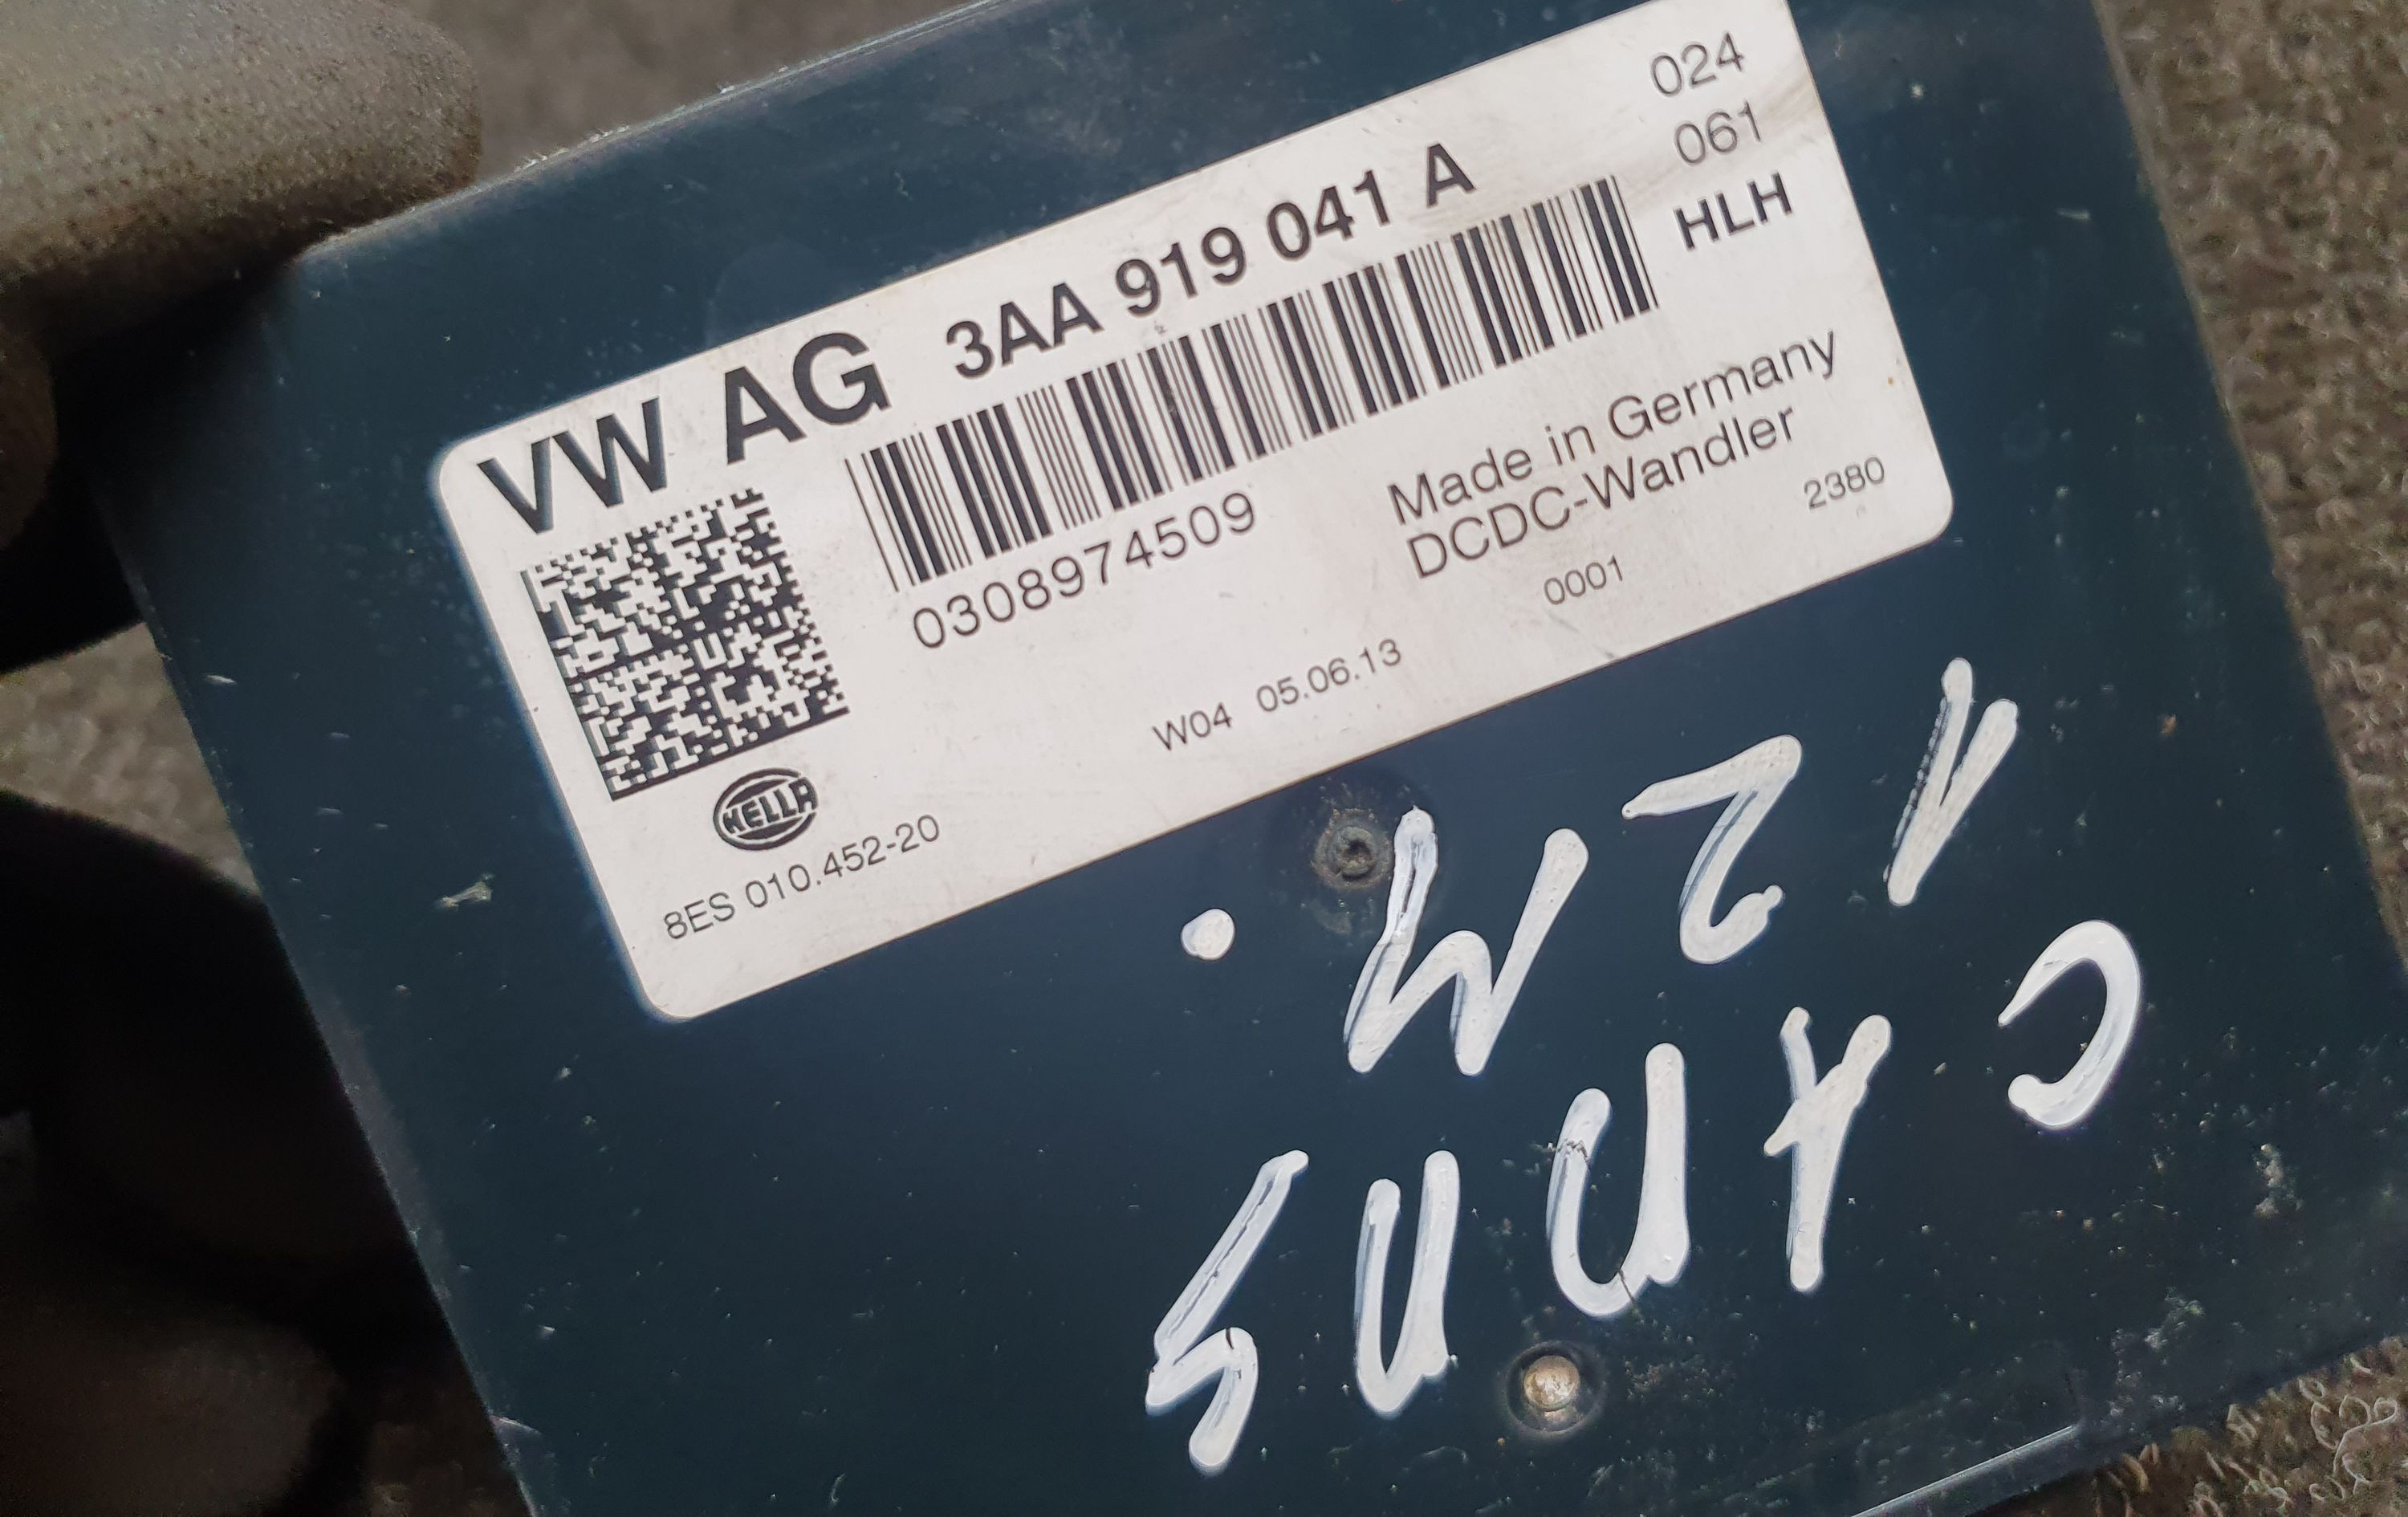 VW AG 3AA 919 041 A
024
061
HLH
0308974509
Made in Germany
DCDC-Wandler
0001 2380
W04 05.06.13
HELLA
8ES 010.452-20